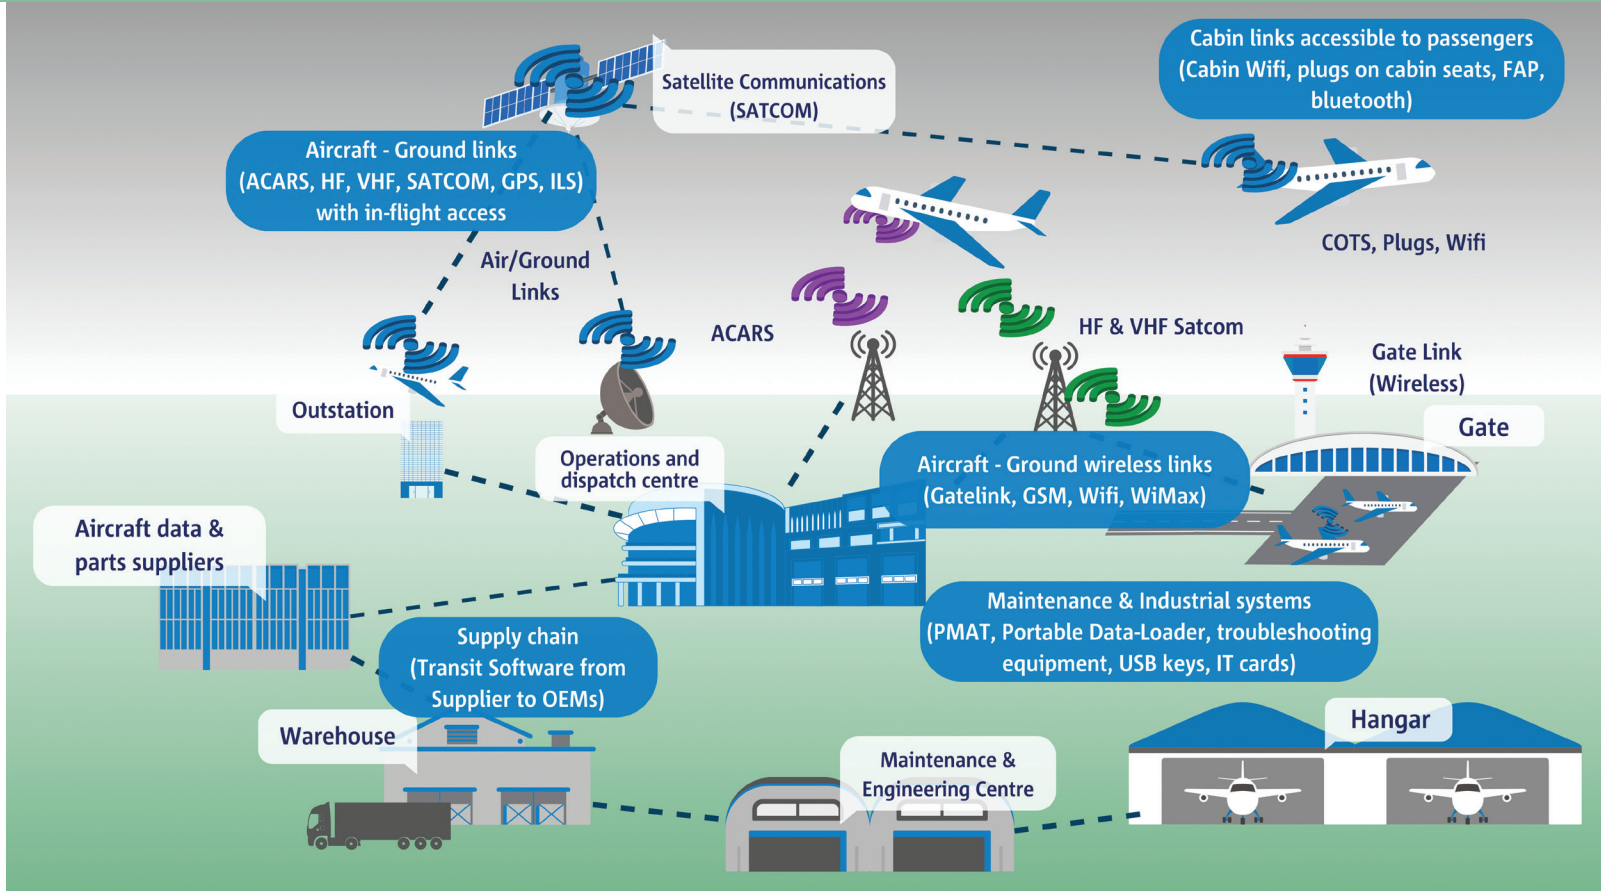 Cabin links accessible to passengers
(Cabin Wifi, plugs on cabin seats, FAP,
bluetooth)
Satellite Communications
(SATCOM)
Aircraft - Ground links
(ACARS, HF, VHF, SATCOM, GPS, ILS)
with in-flight access
COTS, Plugs, Wifi
Air/Ground
Links
ACARS
HF & VHF Satcom
Gate Link
(Wireless)
Outstation
Gate
Operations and
dispatch centre
Aircraft - Ground wireless links
(Gatelink, GSM, Wifi, WiMax)
Aircraft data &
parts suppliers
Maintenance & Industrial systems
(PMAT, Portable Data-Loader, troubleshooting
equipment, USB keys, IT cards)
Supply chain
(Transit Software from
Supplier to OEMs)
Warehouse
Hangar
Maintenance &
Engineering Centre